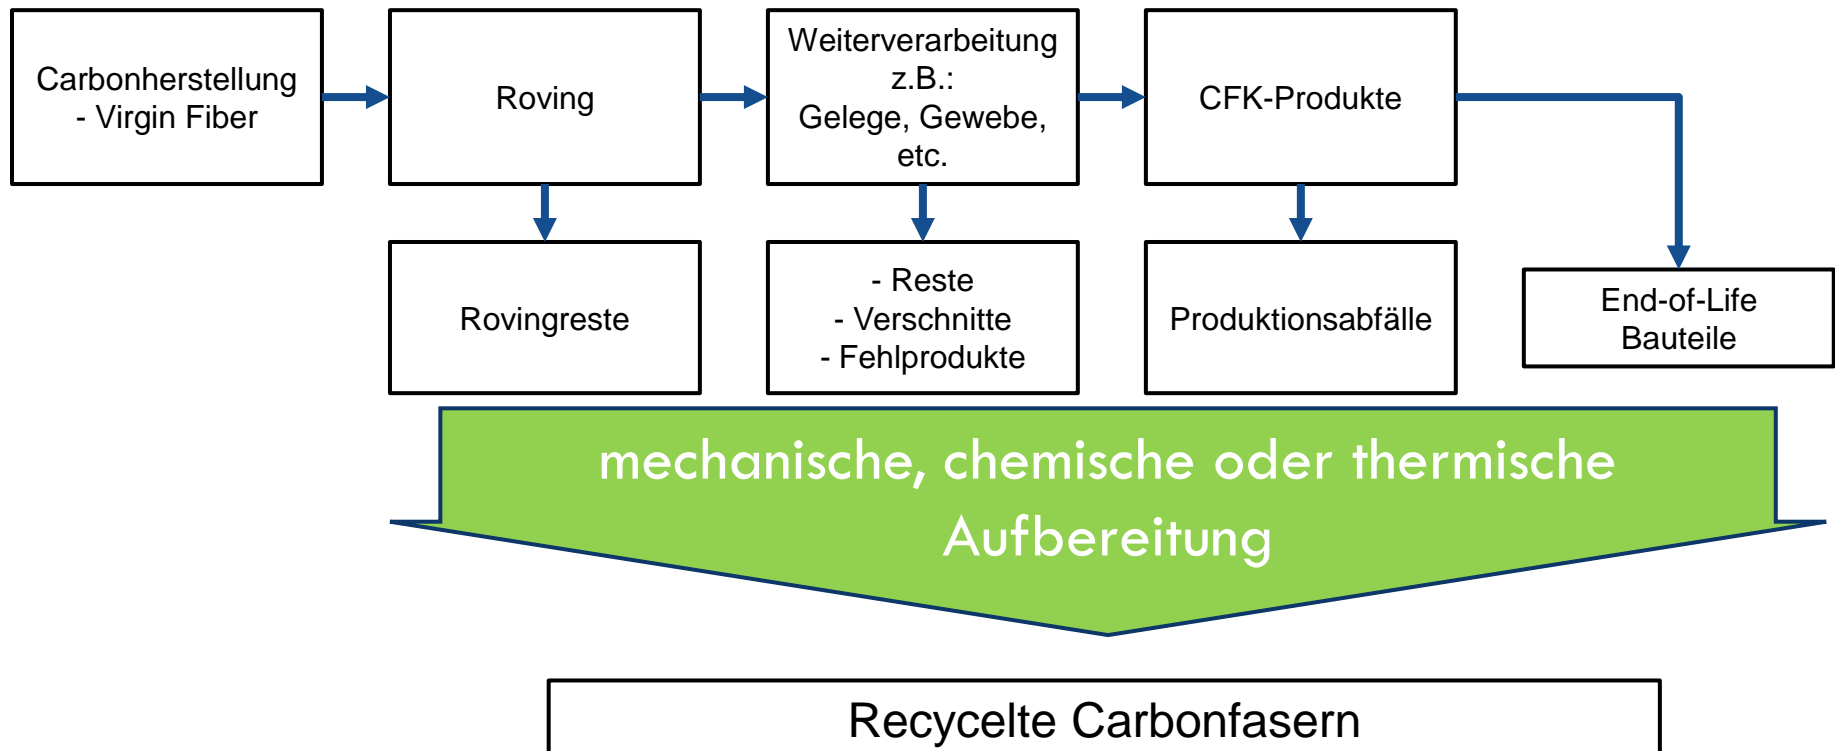 Carbonherstellung
- Virgin Fiber
Roving
Weiterverarbeitung
z.B.:
Gelege, Gewebe,
etc.
CFK-Produkte
Rovingreste
- Reste
- Verschnitte
- Fehlprodukte
Produktionsabfälle
End-of-Life
Bauteile
mechanische, chemische oder thermische
Aufbereitung
Recycelte Carbonfasern